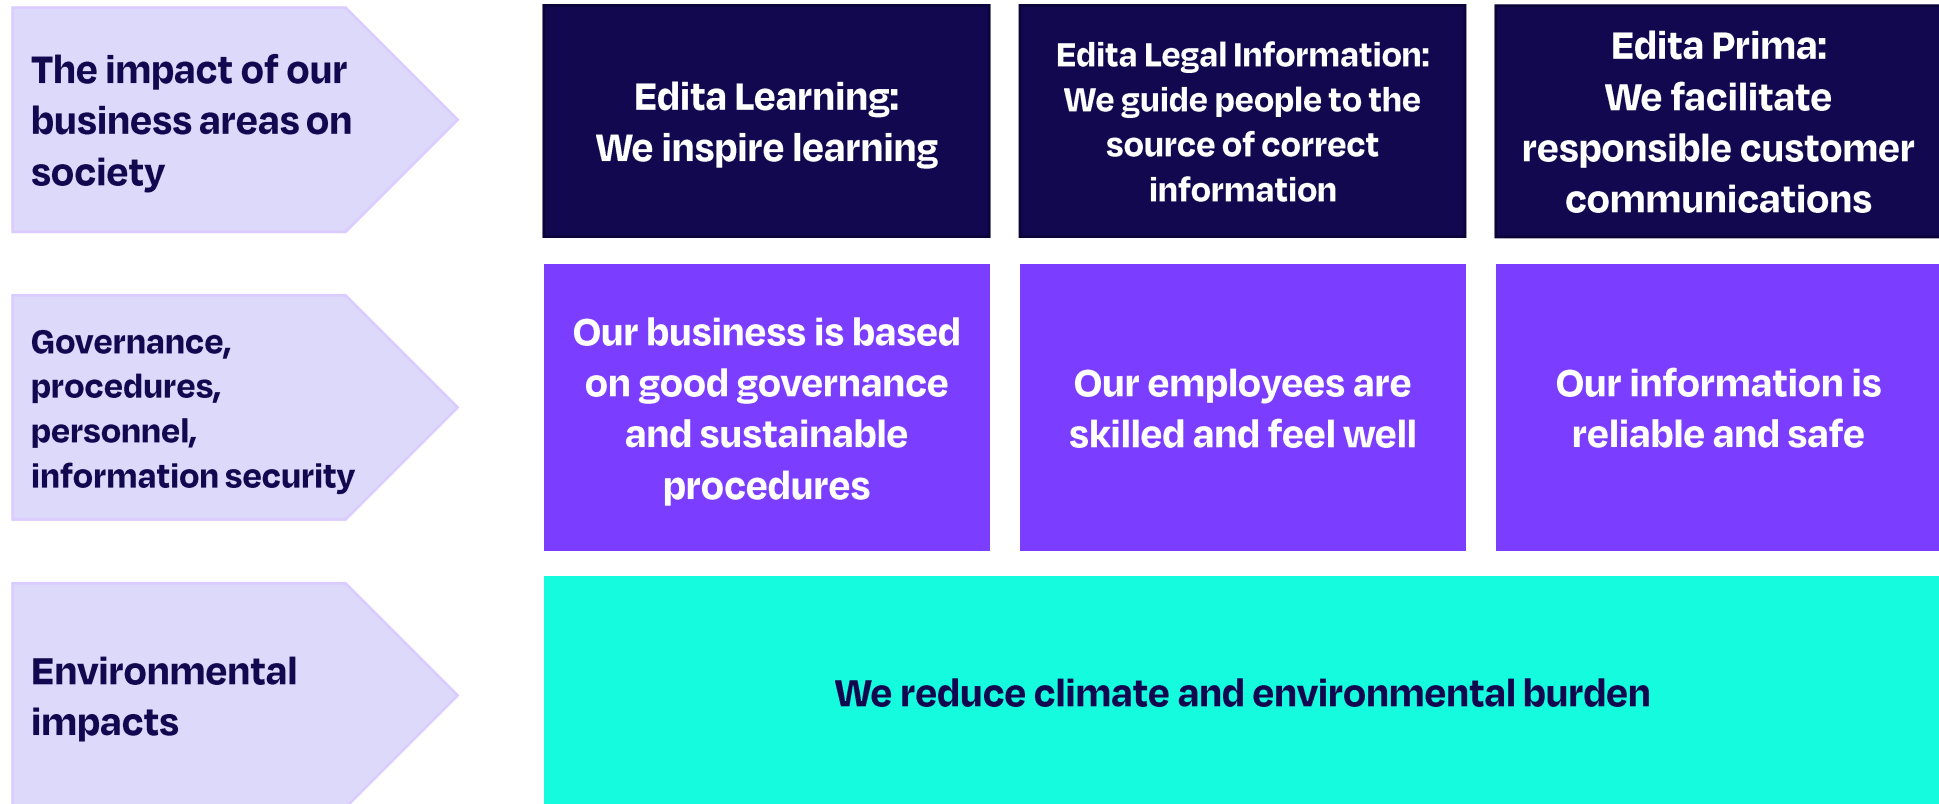 The impact of our
business areas on
society
Edita Learning:
We inspire learning
Edita Legal Information:
We guide people to the
source of correct
information
Edita Prima:
We facilitate
responsible customer
communications
Governance,
procedures,
personnel,
information security
Our business is based
on good governance
and sustainable
procedures
Our employees are
skilled and feel well
Our information is
reliable and safe
Environmental
impacts
We reduce climate and environmental burden